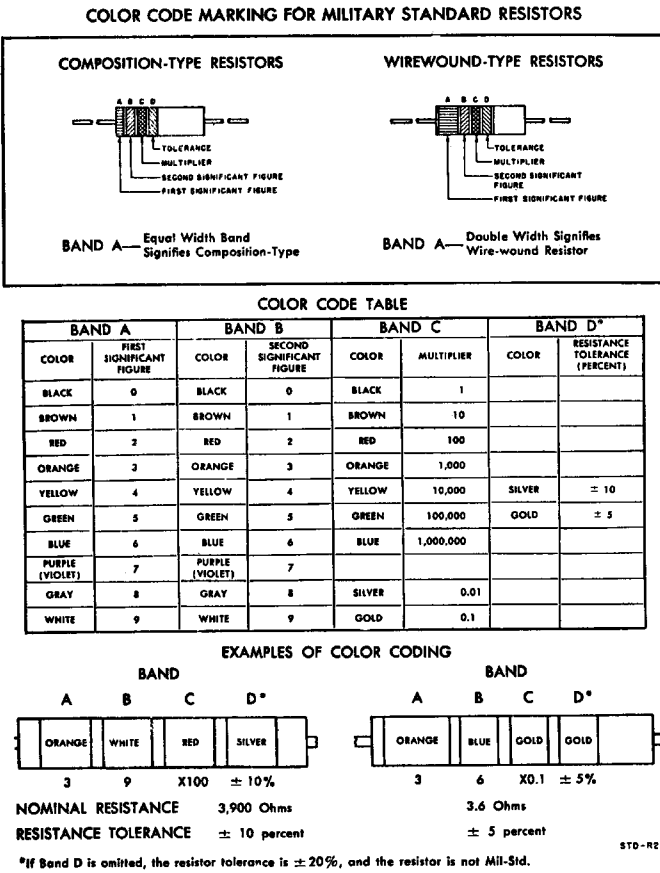 COLOR CODE MARKING FOR MILITARY STANDARD RESISTORS
COMPOSITION-TYPE RESISTORS
A B C D
TOLERANCE
MULTIPLIER
SECOND SIGNIFICANT FIGURE
FIRST SIGNIFICANT FIGURE
BAND A— Equal Width Band
Signifies Composition-Type
WIREWOUND-TYPE RESISTORS
A B C D
TOLERANCE
MULTIPLIER
SECOND SIGNIFICANT
FIGURE
FIRST SIGNIFICANT FIGURE
BAND A— Double Width Signifies
Wire-wound Resistor
COLOR CODE TABLE
BAND A BAND B BAND C BAND D*
COLOR FIRST SIGNIFICANT FIGURE COLOR SECOND SIGNIFICANT FIGURE COLOR MULTIPLIER COLOR RESISTANCE TOLERANCE (PERCENT)
BLACK 0 BLACK 0 BLACK 1
BROWN 1 BROWN 1 BROWN 10
RED 2 RED 2 RED 100
ORANGE 3 ORANGE 3 ORANGE 1,000
YELLOW 4 YELLOW 4 YELLOW 10,000 SILVER ± 10
GREEN 5 GREEN 5 GREEN 100,000 GOLD ± 5
BLUE 6 BLUE 6 BLUE 1,000,000
PURPLE (VIOLET) 7 PURPLE (VIOLET) 7
GRAY 8 GRAY 8 SILVER 0.01
WHITE 9 WHITE 9 GOLD 0.1
EXAMPLES OF COLOR CODING
BAND BAND
A B C D* A B C D*
ORANGE WHITE RED SILVER ORANGE BLUE GOLD GOLD
3 9 X100 ± 10% 3 6 X0.1 ± 5%
NOMINAL RESISTANCE 3,900 Ohms 3.6 Ohms
RESISTANCE TOLERANCE ± 10 percent ± 5 percent
STD-R2
*If Band D is omitted, the resistor tolerance is ±20%, and the resistor is not Mil-Std.